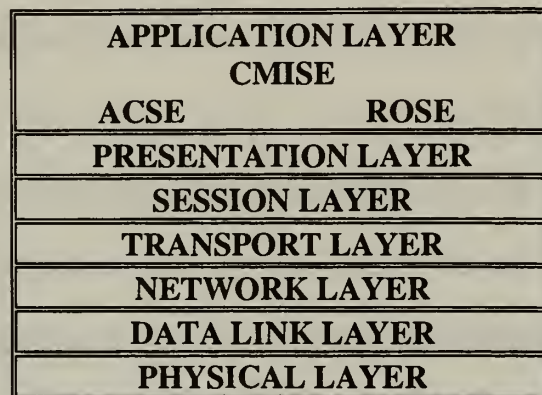 APPLICATION LAYER
CMISE
ACSE ROSE
PRESENTATION LAYER
SESSION LAYER
TRANSPORT LAYER
NETWORK LAYER
DATA LINK LAYER
PHYSICAL LAYER